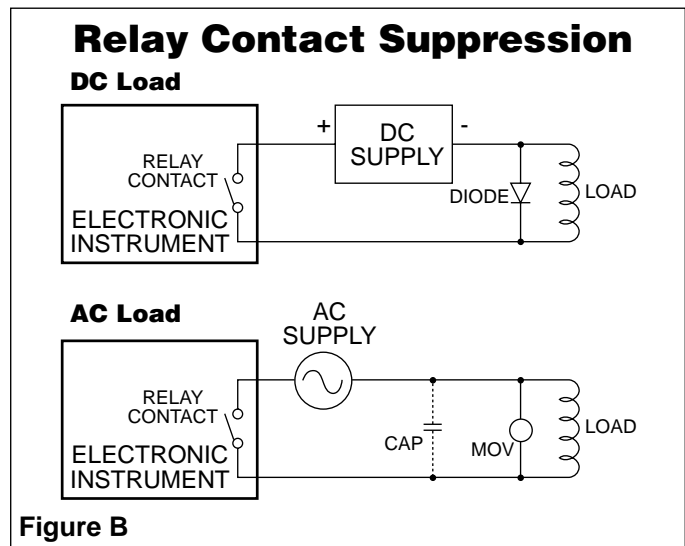 Relay Contact Suppression
DC Load
+
DC
SUPPLY
-
RELAY
CONTACT
DIODE
LOAD
ELECTRONIC
INSTRUMENT
AC Load
AC
SUPPLY
RELAY
CONTACT
CAP
MOV
LOAD
ELECTRONIC
INSTRUMENT
Figure B